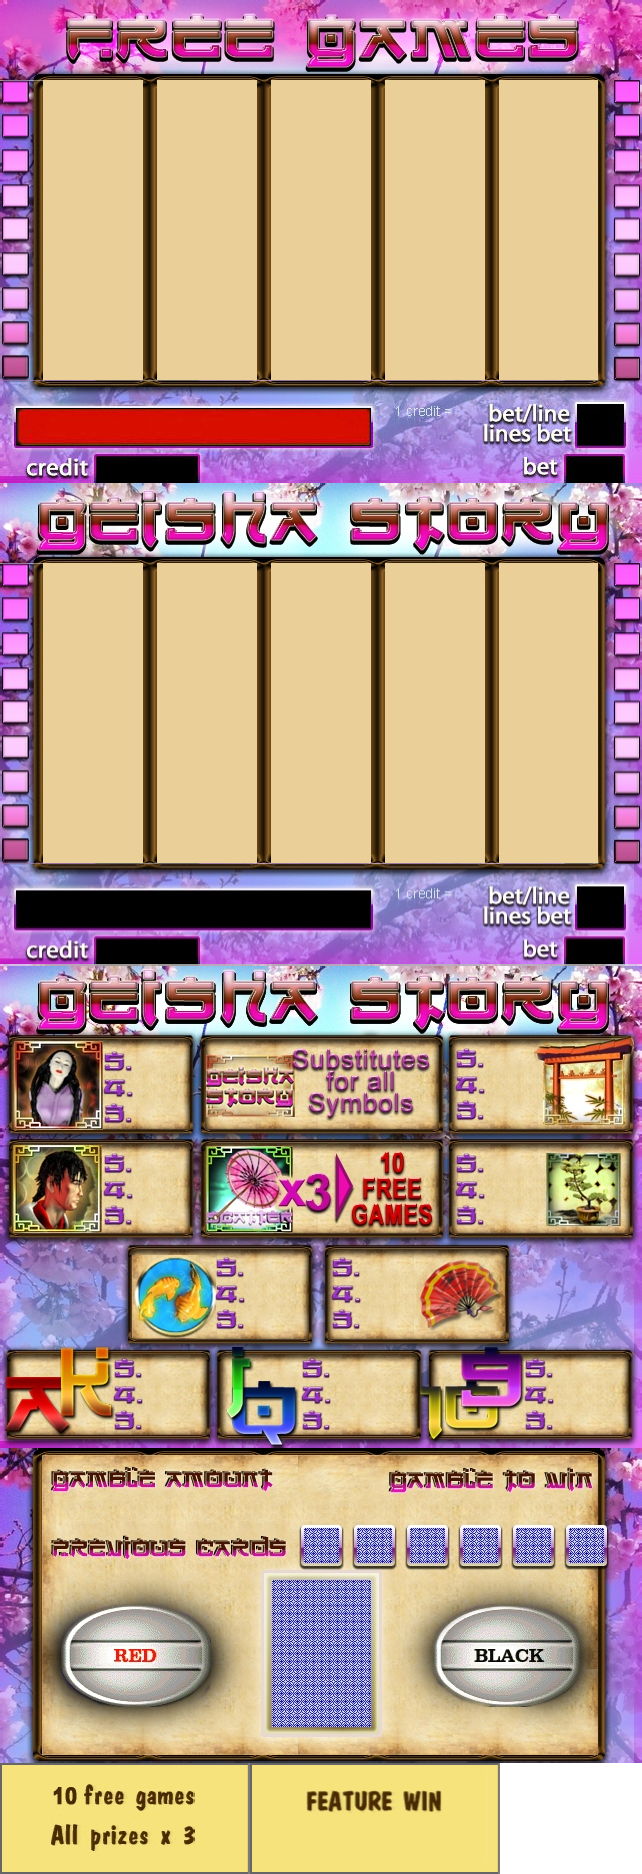 FREE GAMES
1 credit =
bet/line
lines bet
credit
bet
GEISHA STORY
1 credit =
bet/line
lines bet
credit
bet
GEISHA STORY
5.
4.
3.
GEISHA
STORY
Substitutes
for all
Symbols
5.
4.
3.
5.
4.
3.
SCATTER
x3
10
FREE
GAMES
5.
4.
3.
5.
4.
3.
5.
4.
3.
A K
5.
4.
3.
J Q
5.
4.
3.
10 9
5.
4.
3.
GAMBLE AMOUNT
GAMBLE TO WIN
PREVIOUS CARDS
RED
BLACK
10 free games
All prizes x 3
FEATURE WIN